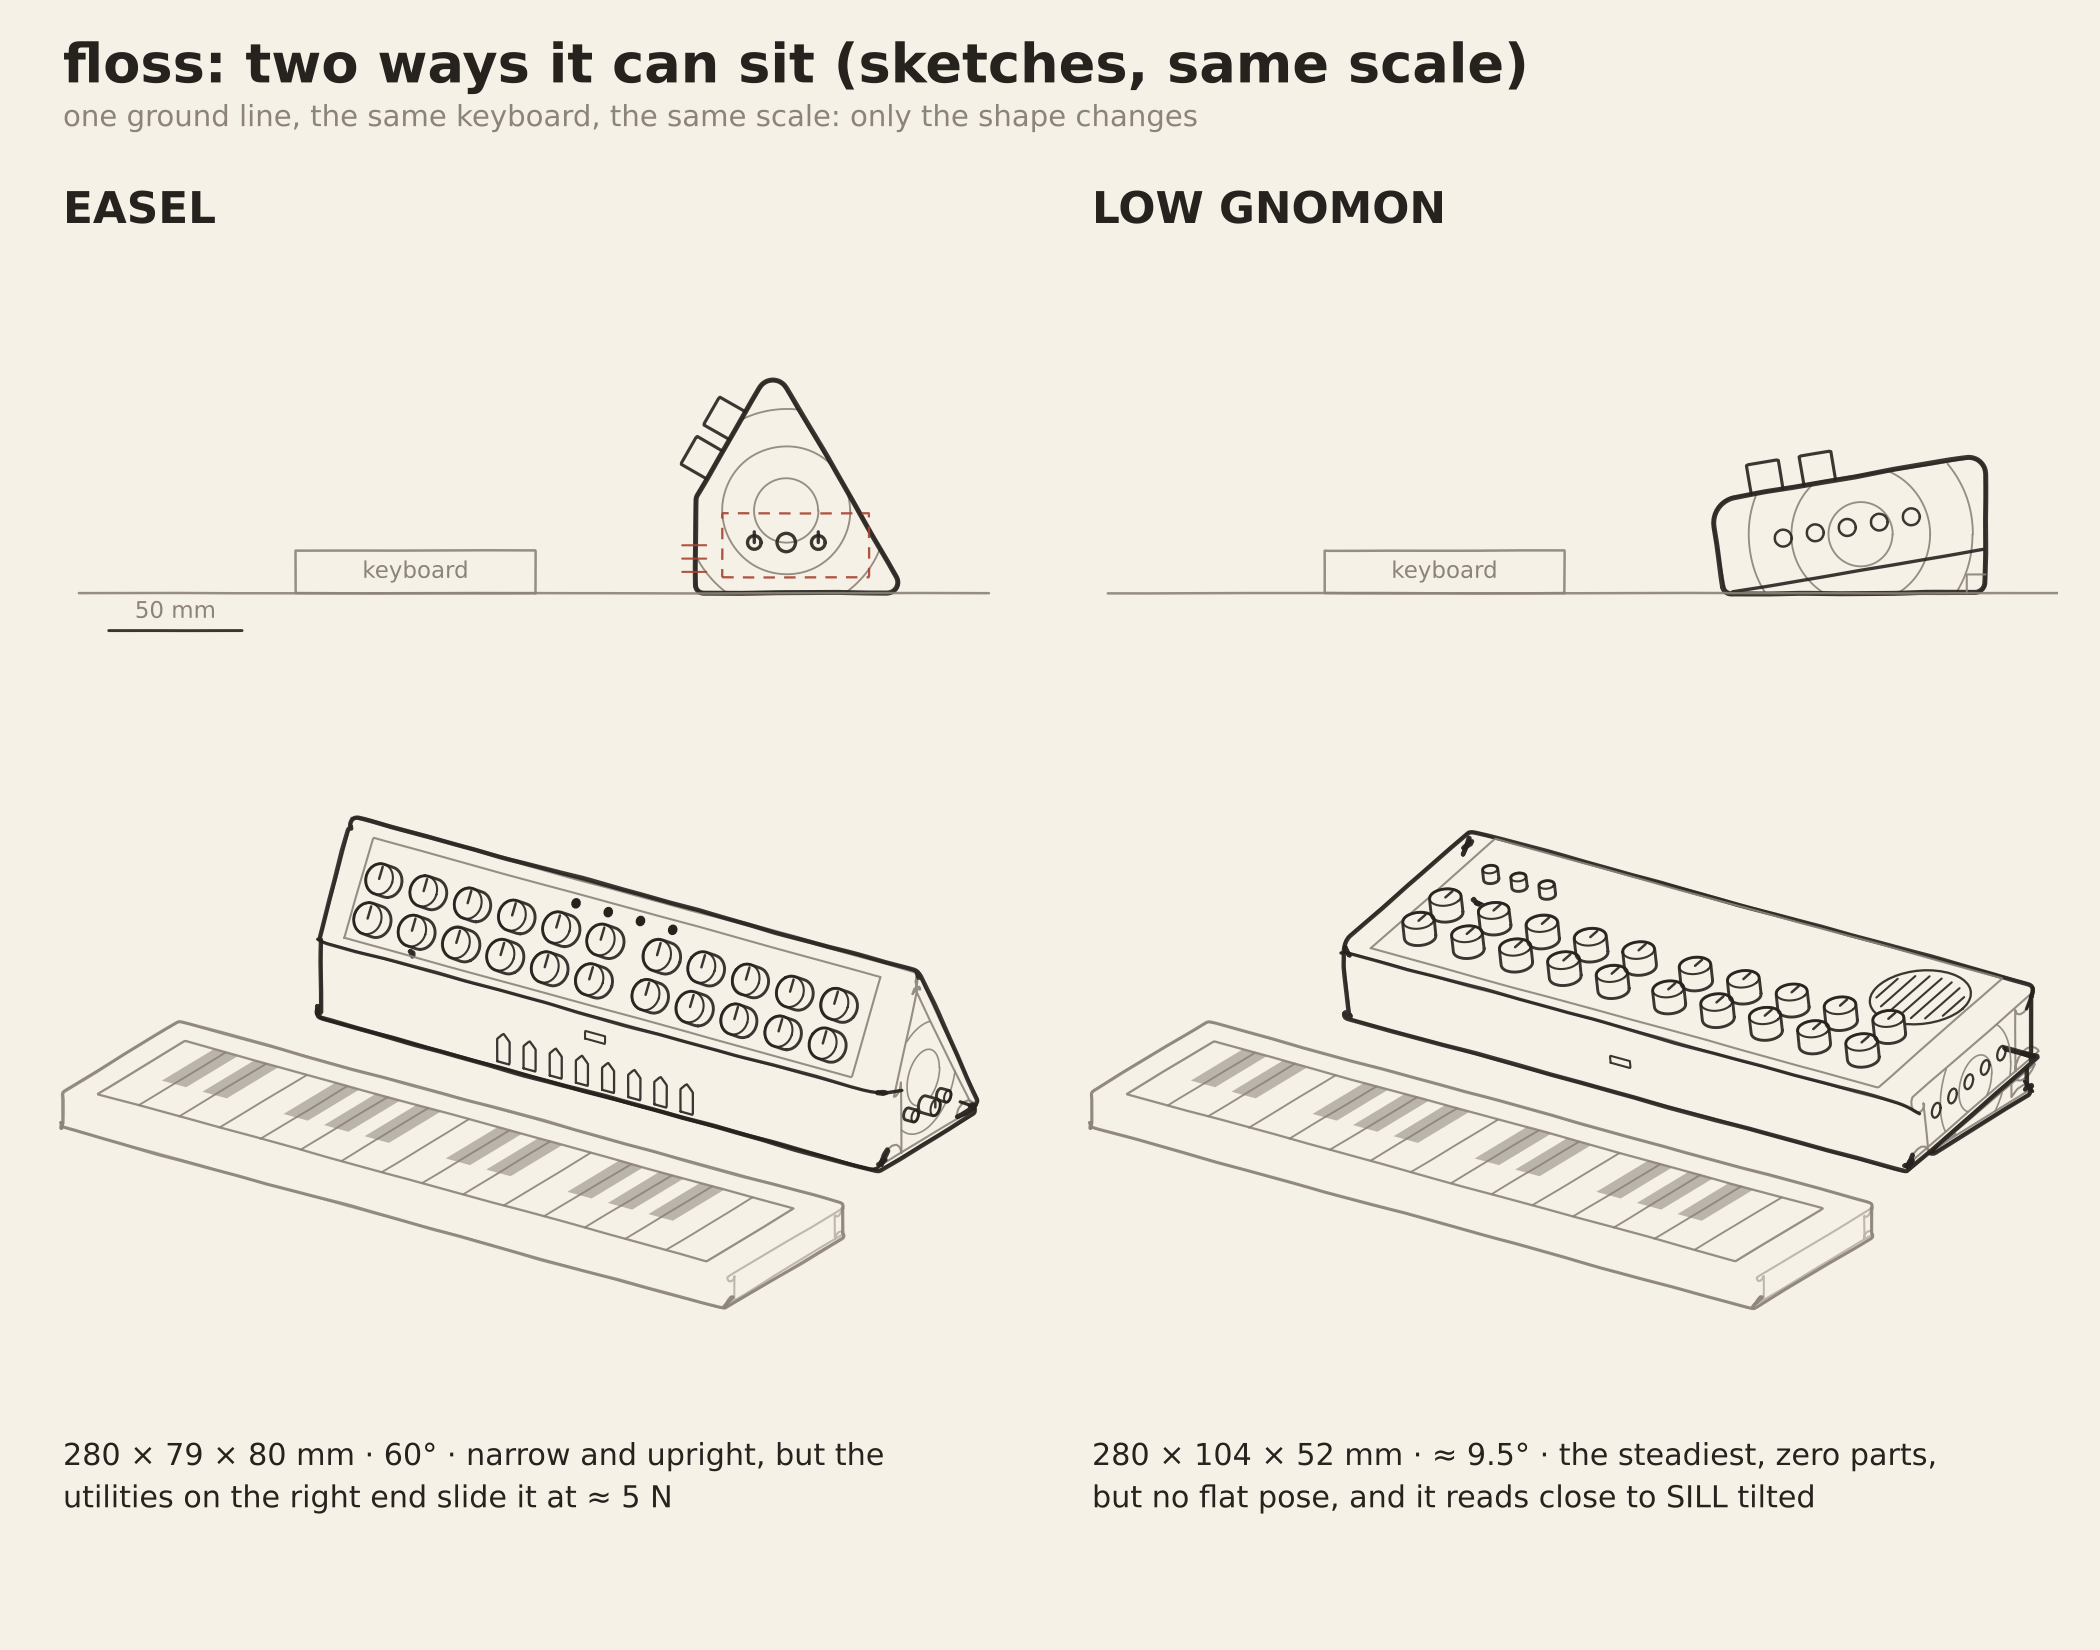 floss: two ways it can sit (sketches, same scale)
one ground line, the same keyboard, the same scale: only the shape changes
EASEL
LOW GNOMON
keyboard
50 mm
keyboard
280 × 79 × 80 mm · 60° · narrow and upright, but the
utilities on the right end slide it at ≈ 5 N
280 × 104 × 52 mm · ≈ 9.5° · the steadiest, zero parts,
but no flat pose, and it reads close to SILL tilted